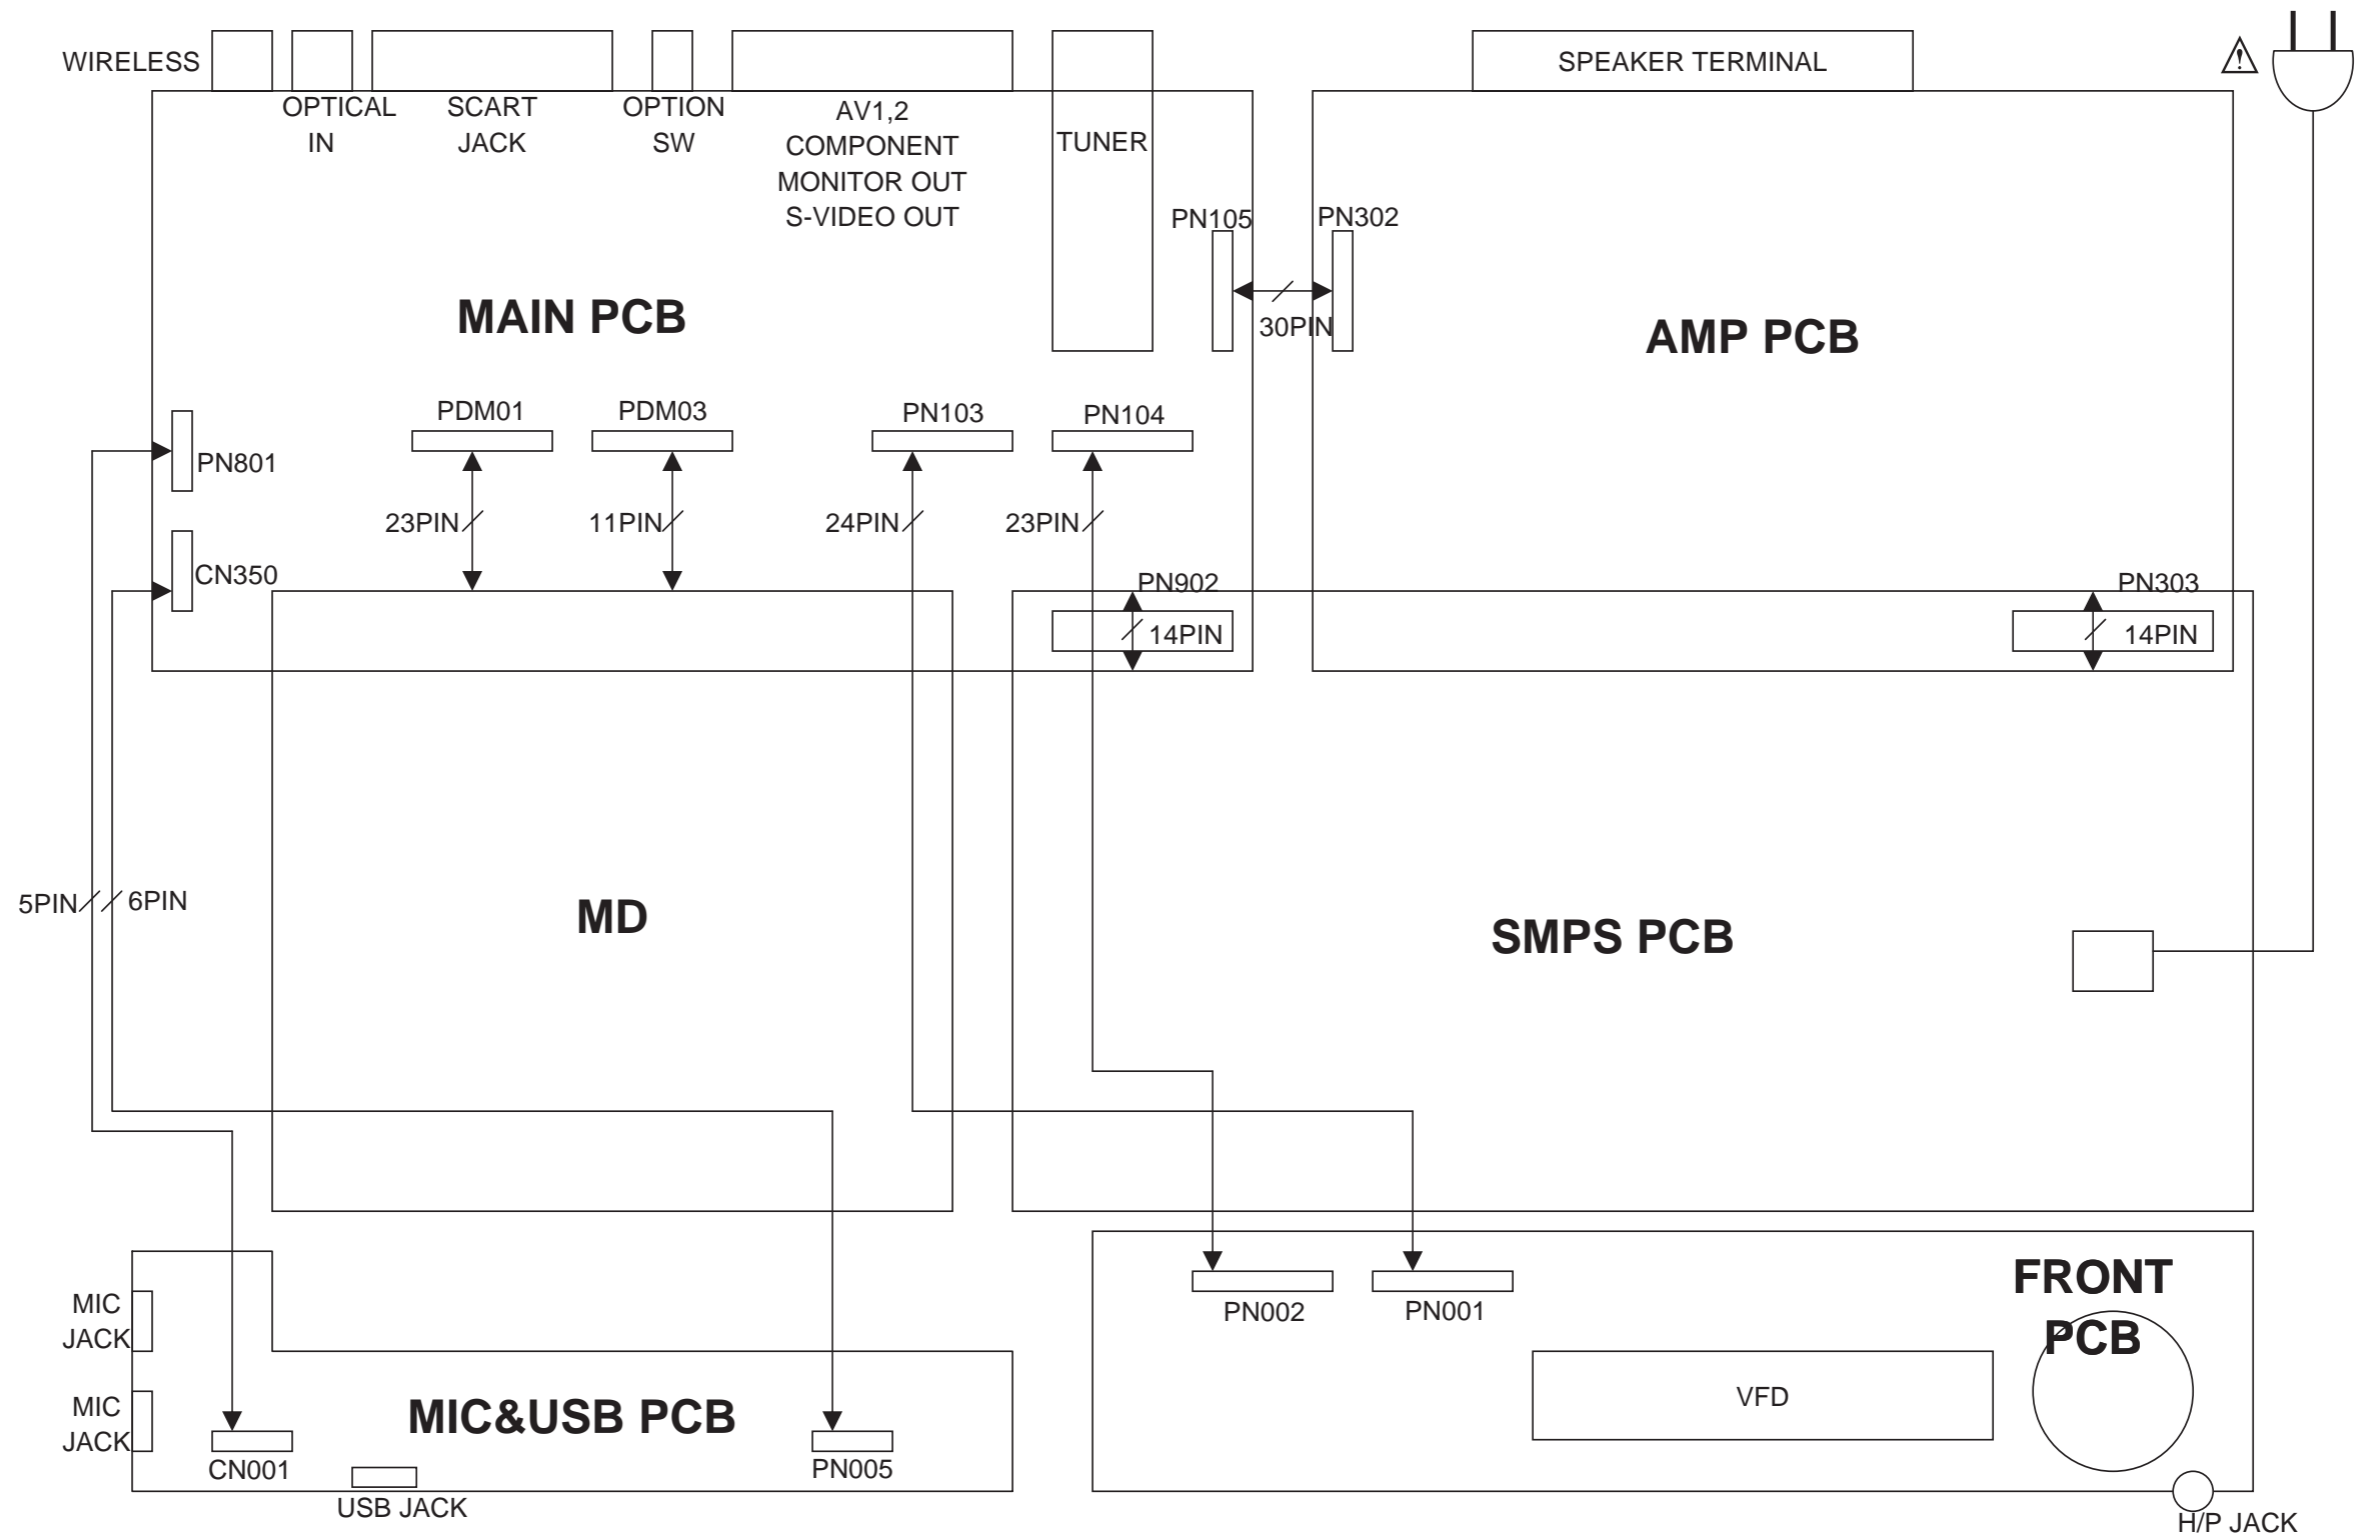 WIRELESS
SPEAKER TERMINAL
OPTICAL
IN
SCART
JACK
OPTION
SW
AV1,2
COMPONENT
MONITOR OUT
S-VIDEO OUT
TUNER
PN105
PN302
30PIN
MAIN PCB
AMP PCB
PDM01
PDM03
PN103
PN104
PN801
23PIN
11PIN
24PIN
23PIN
CN350
PN902
PN303
14PIN
14PIN
5PIN
6PIN
MD
SMPS PCB
FRONT
PCB
MIC
JACK
PN002
PN001
MIC
JACK
MIC&USB PCB
VFD
CN001
PN005
USB JACK
H/P JACK